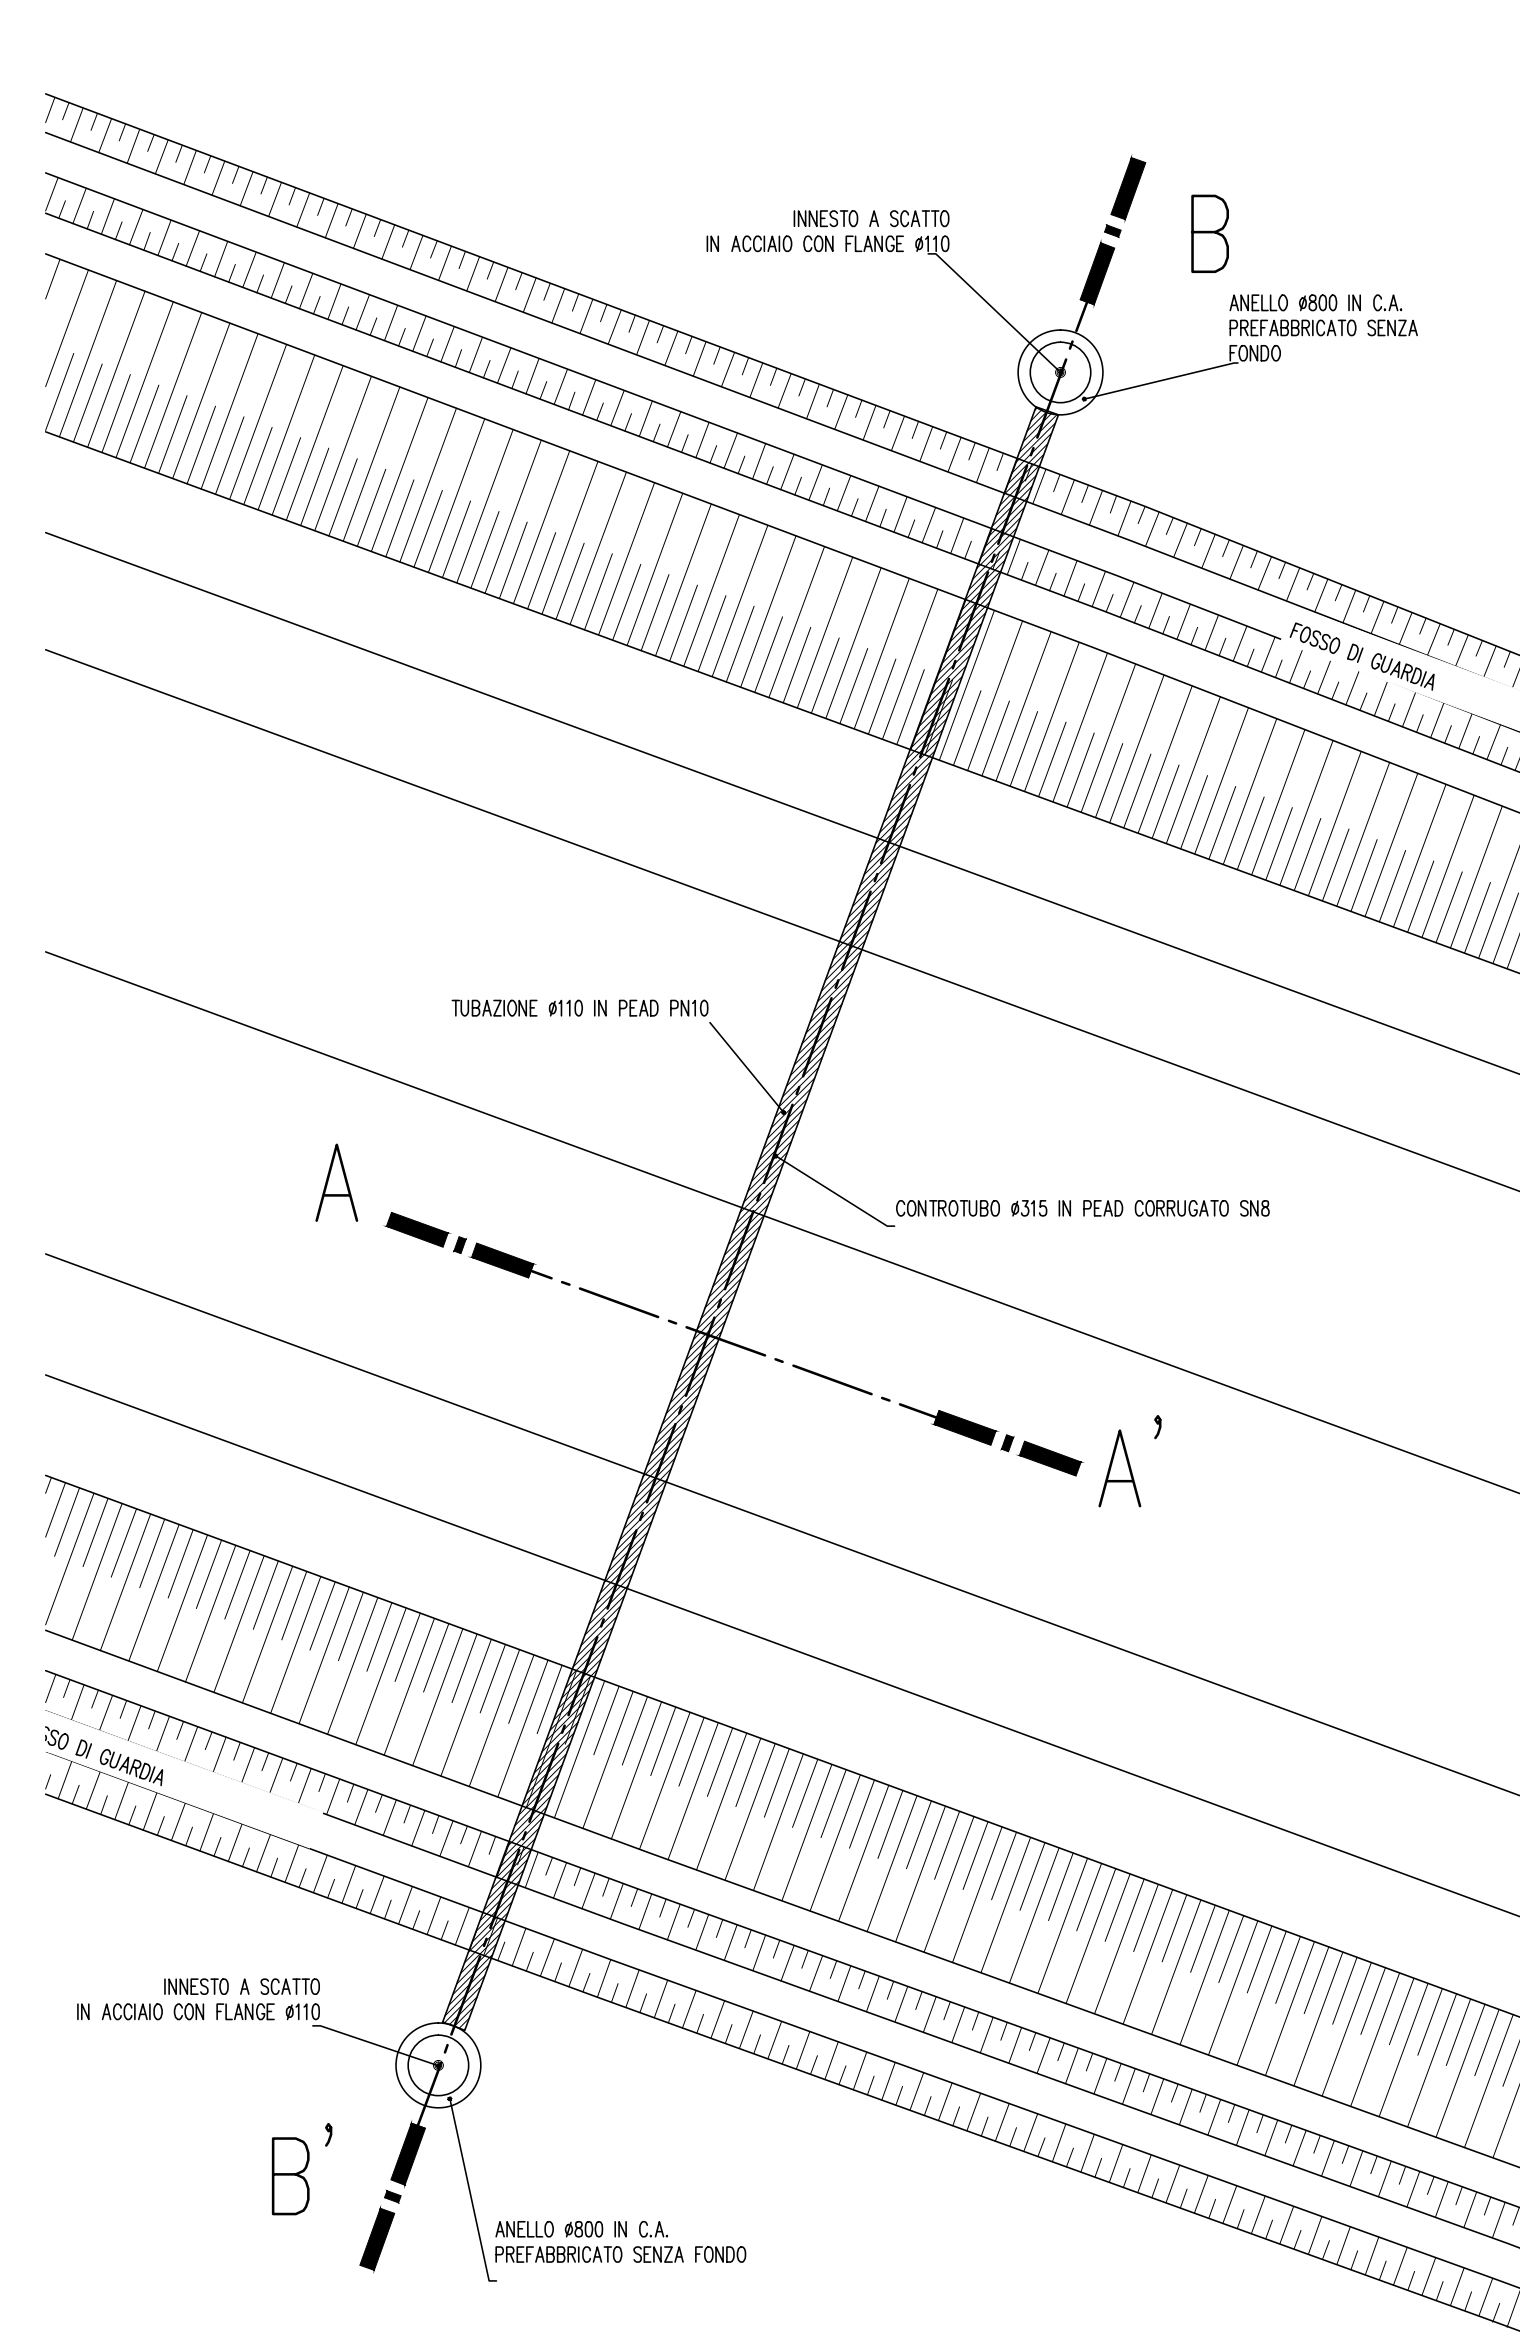 B
INNESTO A SCATTO
IN ACCIAIO CON FLANGE ø110
ANELLO ø800 IN C.A.
PREFABBRICATO SENZA
FONDO
FOSSO DI GUARDIA
TUBAZIONE ø110 IN PEAD PN10
A
CONTROTUBO ø315 IN PEAD CORRUGATO SN8
A'
SSO DI GUARDIA
INNESTO A SCATTO
IN ACCIAIO CON FLANGE ø110
B'
ANELLO ø800 IN C.A.
PREFABBRICATO SENZA FONDO